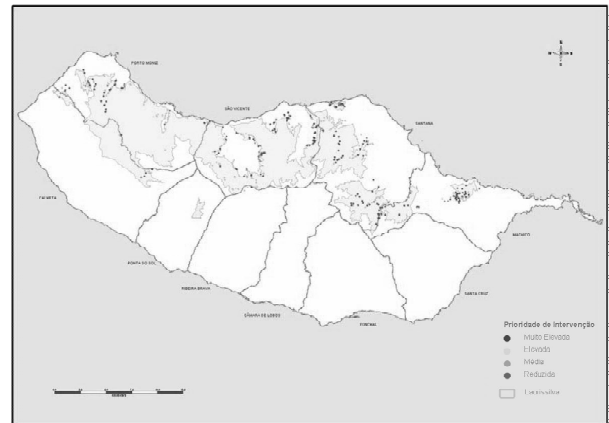 PORTO MONIZ
SÃO VICENTE
SANTANA
CALHETA
MACHICO
PONTA DO SOL
RIBEIRA BRAVA
SANTA CRUZ
CÂMARA DE LOBOS
FUNCHAL
Prioridade de Intervenção
Muito Elevada
Elevada
Média
Reduzida
Laurissilva